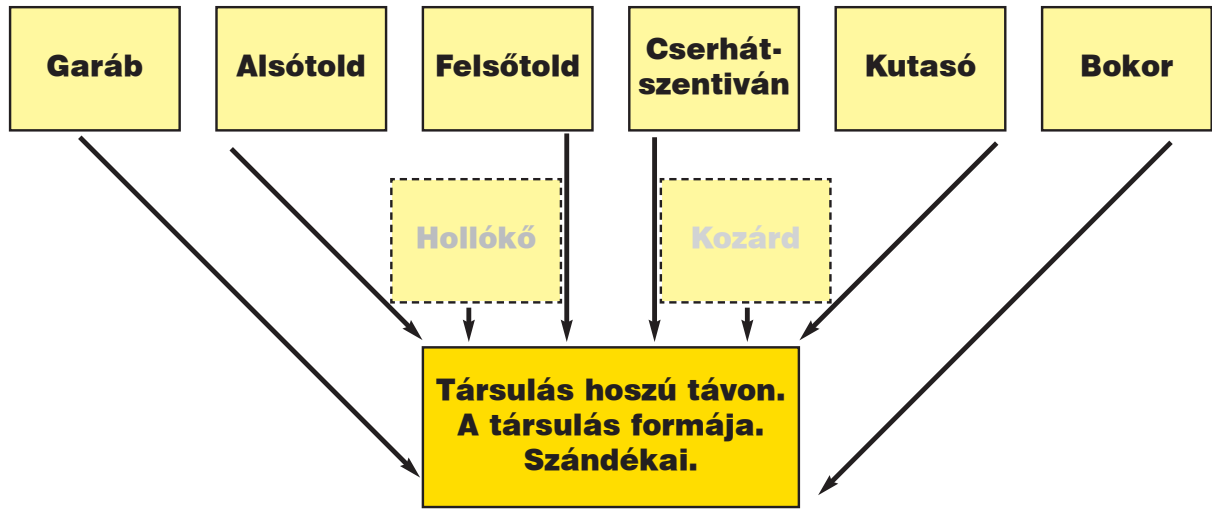 Garáb
Alsótold
Felsőtold
Cserhát-
szentiván
Kutasó
Bokor
Hollókő
Kozárd
Társulás hoszú távon.
A társulás formája.
Szándékai.